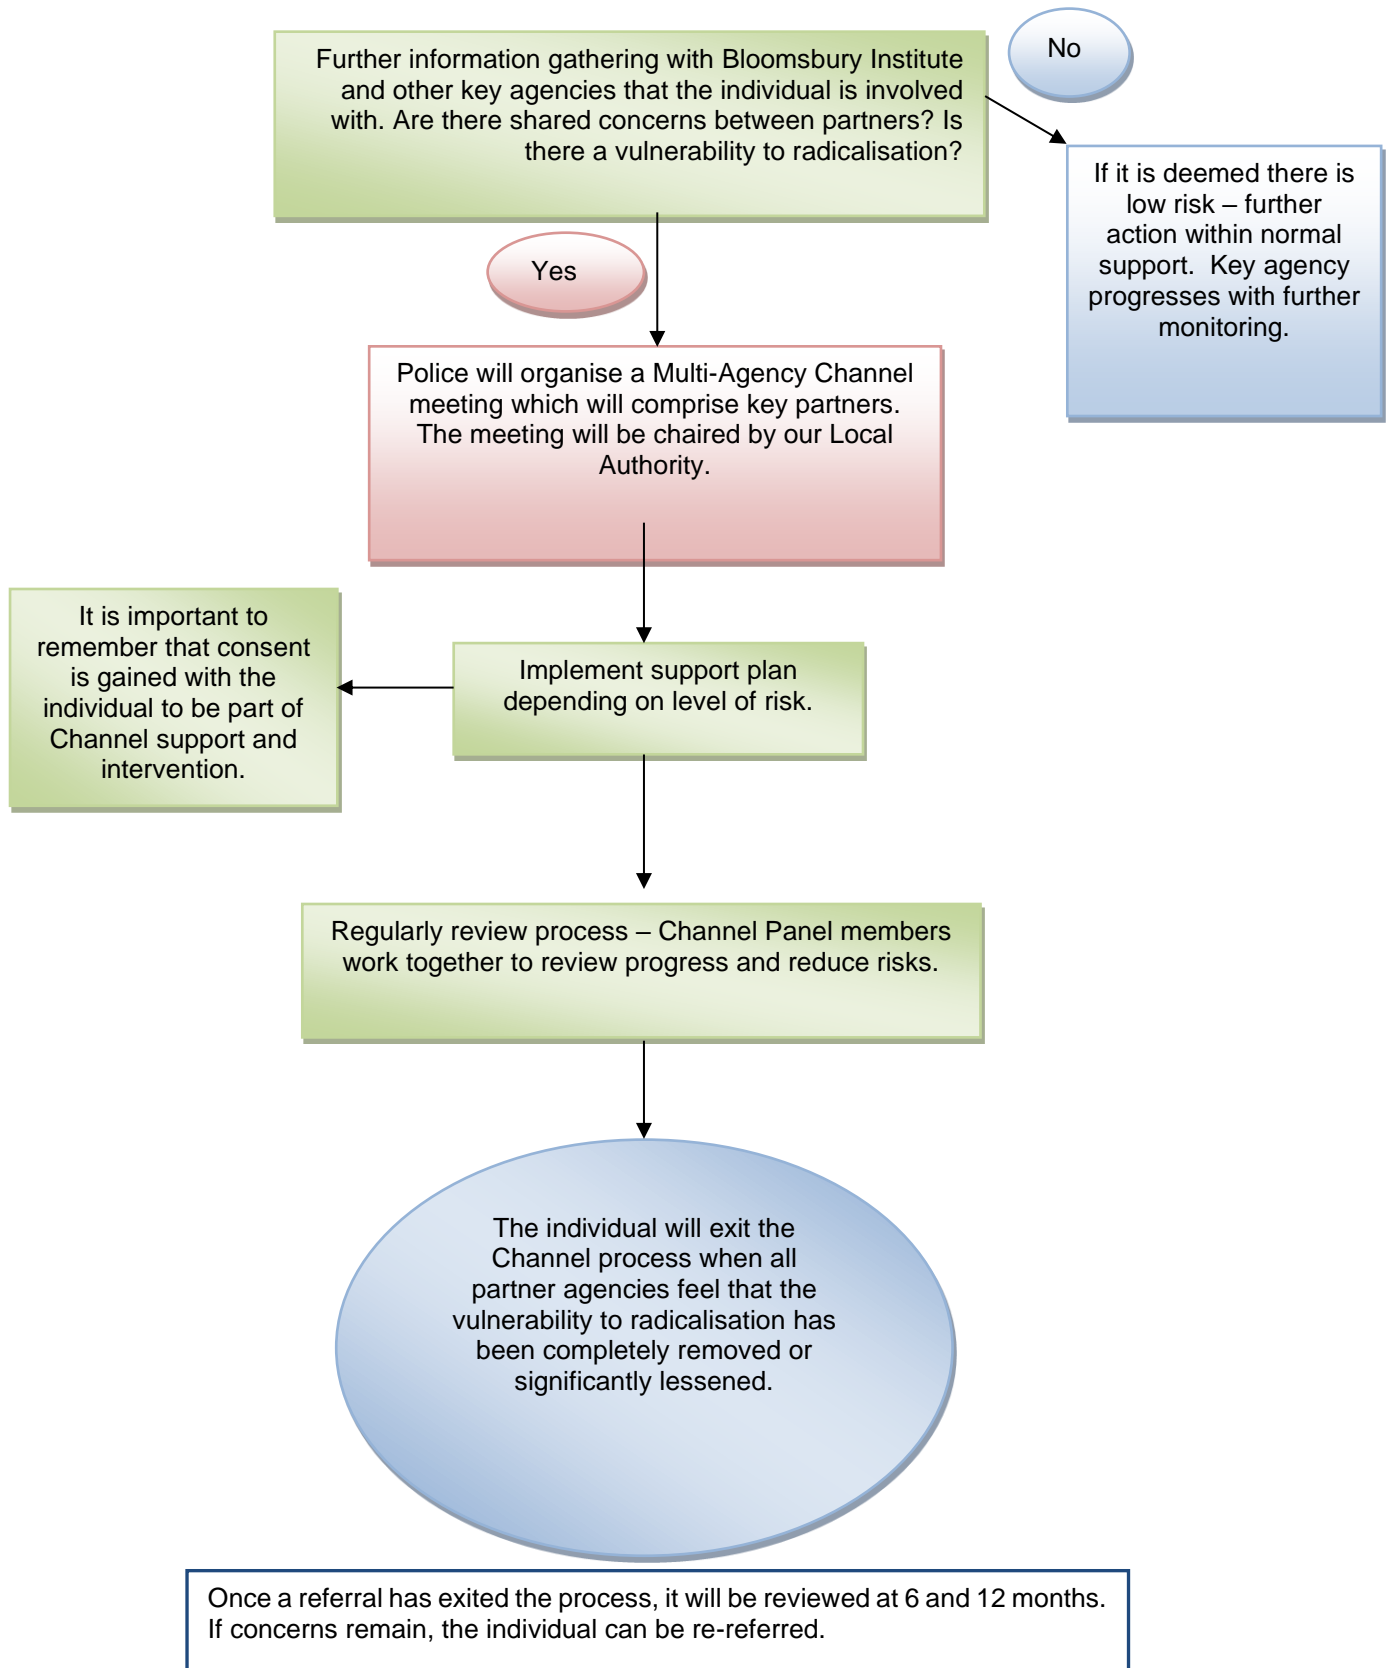 Further information gathering with Bloomsbury Institute
and other key agencies that the individual is involved
with. Are there shared concerns between partners? Is
there a vulnerability to radicalisation?
No
If it is deemed there is
low risk – further
action within normal
support. Key agency
progresses with further
monitoring.
Yes
Police will organise a Multi-Agency Channel
meeting which will comprise key partners.
The meeting will be chaired by our Local
Authority.
It is important to
remember that consent
is gained with the
individual to be part of
Channel support and
intervention.
Implement support plan
depending on level of risk.
Regularly review process – Channel Panel members
work together to review progress and reduce risks.
The individual will exit the
Channel process when all
partner agencies feel that the
vulnerability to radicalisation has
been completely removed or
significantly lessened.
Once a referral has exited the process, it will be reviewed at 6 and 12 months.
If concerns remain, the individual can be re-referred.